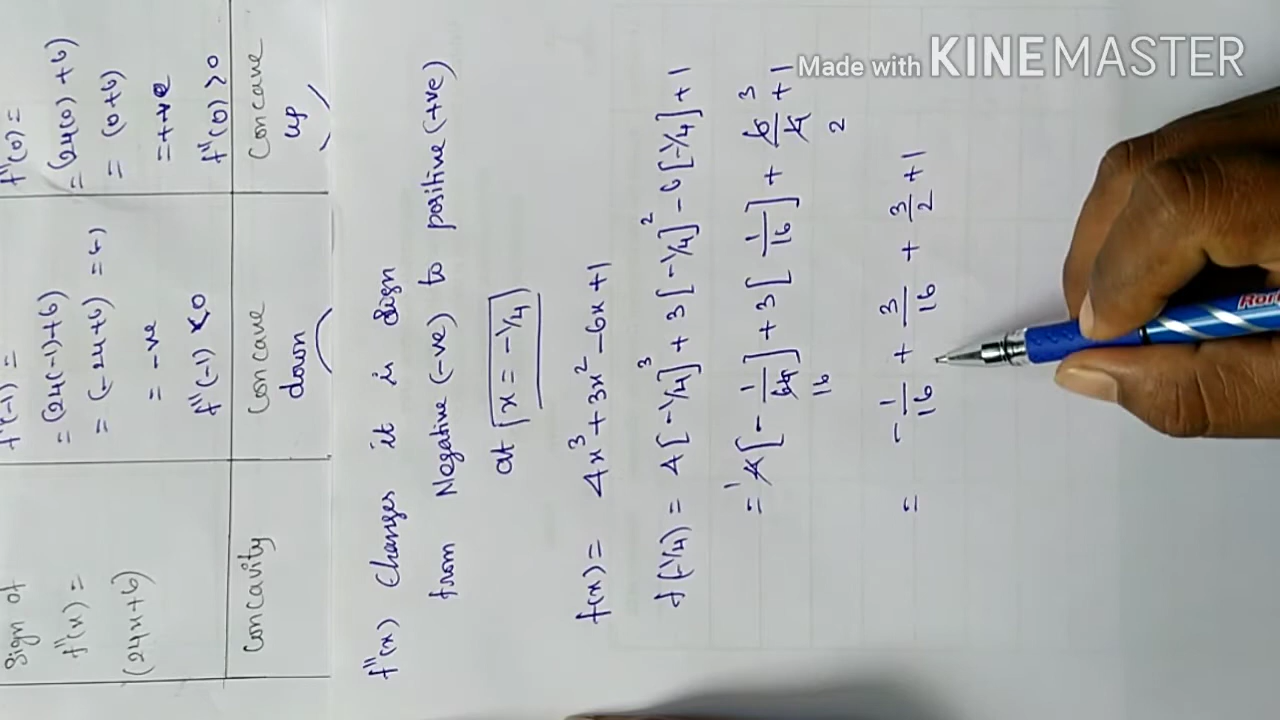 Made with KINEMASTER
Sign of
f''(x) =
(24x+6)
f''(-1) =
= (24(-1)+6)
= (-24+6)
= -ve
f''(-1) < 0
f''(0) =
= (24(0)+6)
= (0+6)
= +ve
f''(0) > 0
Concavity
Concave
down
Concave
up
f''(x) Changes it is Sign
from Negative (-ve) to positive (+ve)
at x = -1/4
f(x) = 4x³ + 3x² - 6x + 1
f(-1/4) = 4[-1/4]³ + 3[-1/4]² - 6[-1/4] + 1
= 4[-1/64] + 3[1/16] + 6/4 + 1
1 16 3 2
= -1/16 + 3/16 + 3/2 + 1